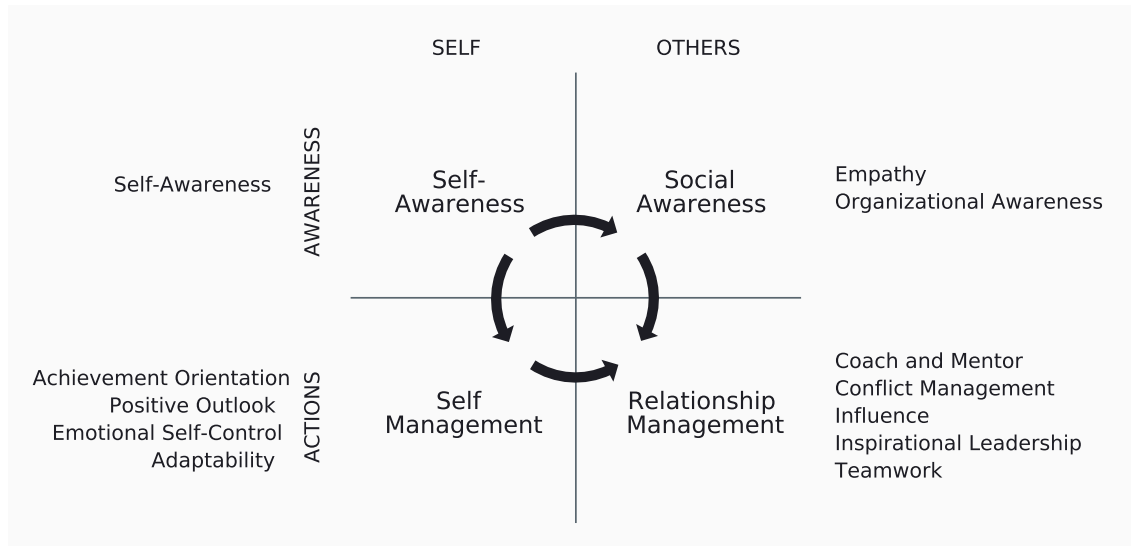 SELF
OTHERS
AWARENESS
Self-Awareness
Self-
Awareness
Social
Awareness
Empathy
Organizational Awareness
ACTIONS
Achievement Orientation
Positive Outlook
Emotional Self-Control
Adaptability
Self
Management
Relationship
Management
Coach and Mentor
Conflict Management
Influence
Inspirational Leadership
Teamwork